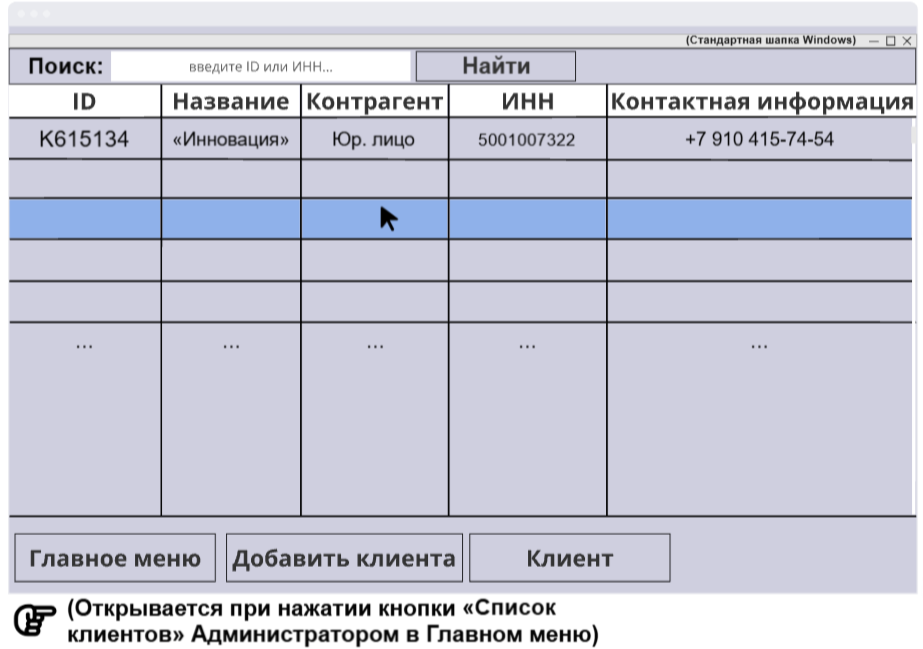 (Стандартная шапка Windows)
Поиск: введите ID или ИНН... Найти
ID Название Контрагент ИНН Контактная информация
K615134 «Инновация» Юр. лицо 5001007322 +7 910 415-74-54
... ... ... ... ...
Главное меню Добавить клиента Клиент
(Открывается при нажатии кнопки «Список
клиентов» Администратором в Главном меню)